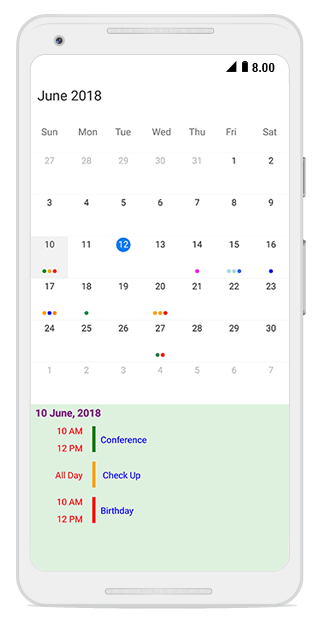 8.00
June 2018
Sun Mon Tue Wed Thu Fri Sat
27 28 29 30 31 1 2
3 4 5 6 7 8 9
10 11 12 13 14 15 16
17 18 19 20 21 22 23
24 25 26 27 28 29 30
1 2 3 4 5 6 7
10 June, 2018
10 AM
Conference
12 PM
All Day Check Up
10 AM
Birthday
12 PM